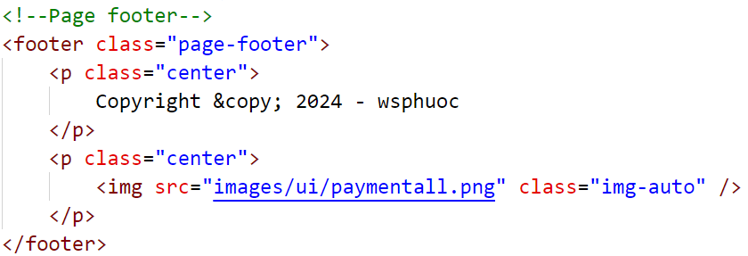 <!--Page footer-->
<footer class="page-footer">
    <p class="center">
        Copyright &copy; 2024 - wsphuoc
    </p>
    <p class="center">
        <img src="images/ui/paymentall.png" class="img-auto" />
    </p>
</footer>